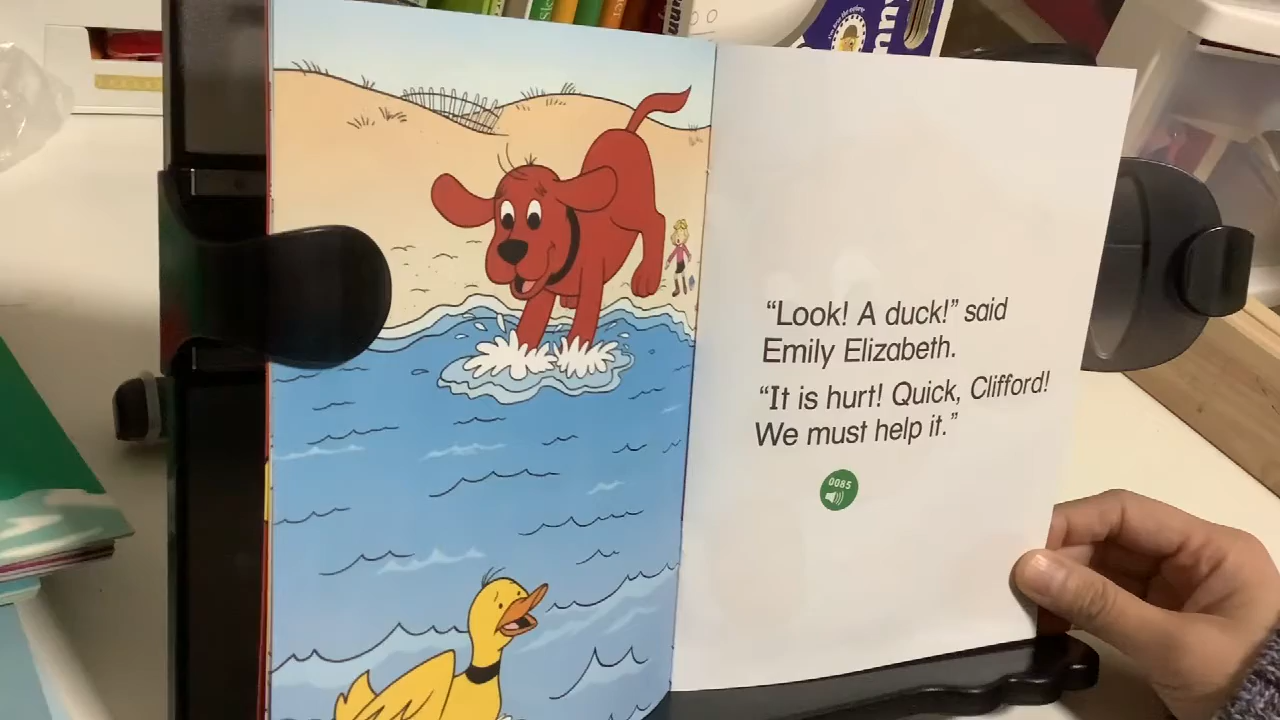 “Look! A duck!” said
Emily Elizabeth.
“It is hurt! Quick, Clifford!
We must help it.”
0085